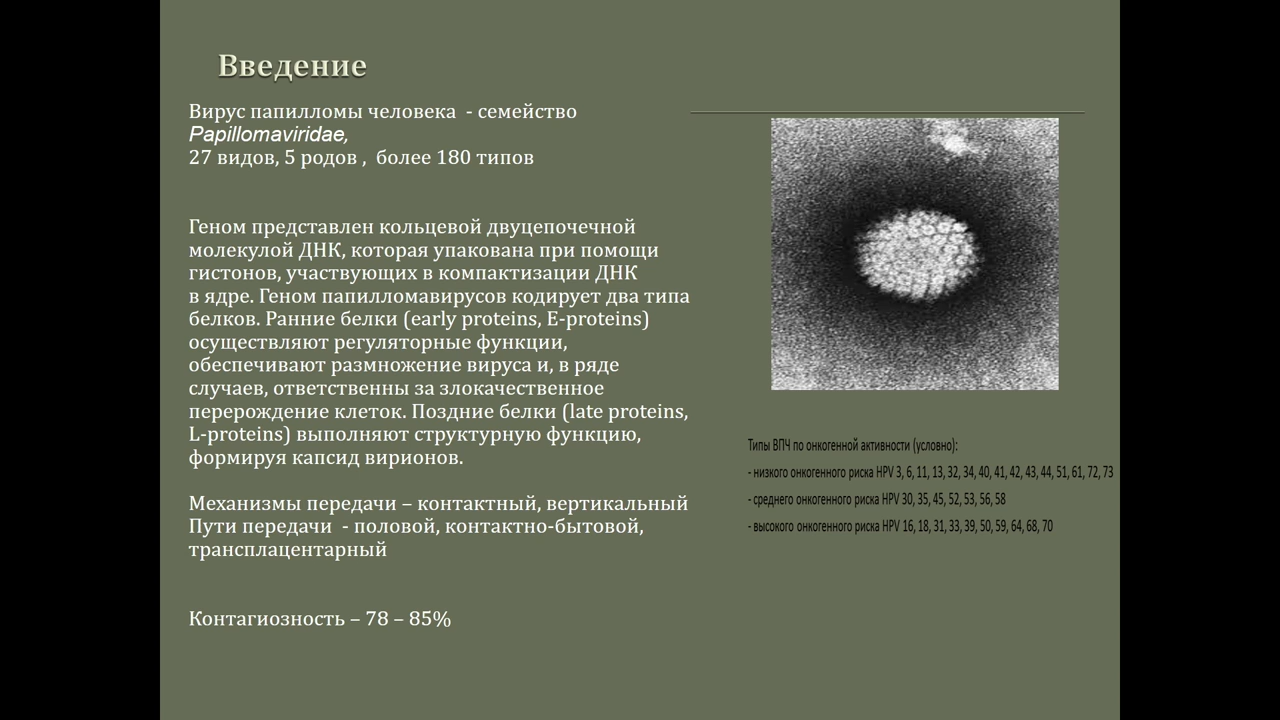 Введение
Вирус папилломы человека - семейство
Papillomaviridae,
27 видов, 5 родов , более 180 типов
Геном представлен кольцевой двуцепочечной
молекулой ДНК, которая упакована при помощи
гистонов, участвующих в компактизации ДНК
в ядре. Геном папилломавирусов кодирует два типа
белков. Ранние белки (early proteins, E-proteins)
осуществляют регуляторные функции,
обеспечивают размножение вируса и, в ряде
случаев, ответственны за злокачественное
перерождение клеток. Поздние белки (late proteins,
L-proteins) выполняют структурную функцию,
формируя капсид вирионов.
Механизмы передачи – контактный, вертикальный
Пути передачи - половой, контактно-бытовой,
трансплацентарный
Контагиозность – 78 – 85%
Типы ВПЧ по онкогенной активности (условно):
- низкого онкогенного риска HPV 3, 6, 11, 13, 32, 34, 40, 41, 42, 43, 44, 51, 61, 72, 73
- среднего онкогенного риска HPV 30, 35, 45, 52, 53, 56, 58
- высокого онкогенного риска HPV 16, 18, 31, 33, 39, 50, 59, 64, 68, 70